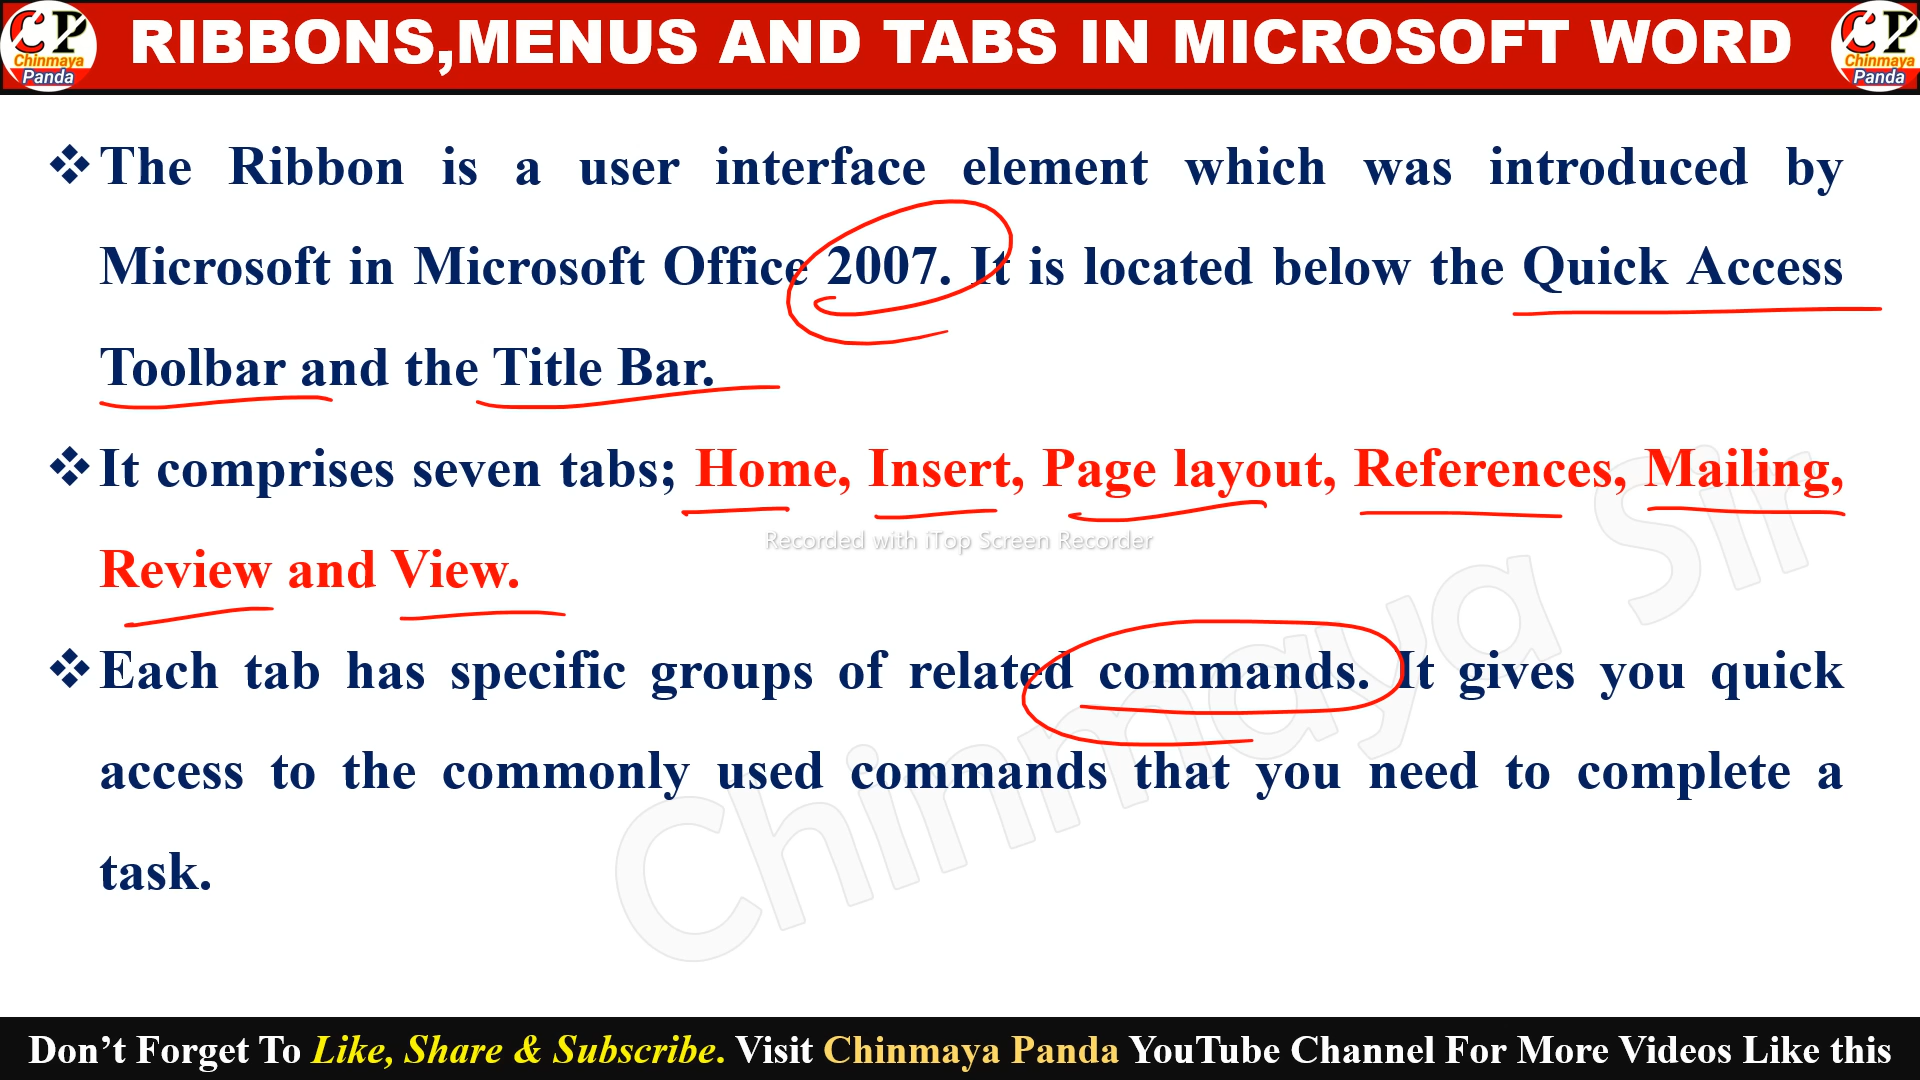 CP Chinmaya Panda
RIBBONS,MENUS AND TABS IN MICROSOFT WORD
CP Chinmaya Panda
❖The Ribbon is a user interface element which was introduced by
Microsoft in Microsoft Office 2007. It is located below the Quick Access
Toolbar and the Title Bar.
❖It comprises seven tabs; Home, Insert, Page layout, References, Mailing,
Recorded with iTop Screen Recorder
Review and View.
❖Each tab has specific groups of related commands. It gives you quick
access to the commonly used commands that you need to complete a
task.
Chinmaya Sir
Don’t Forget To Like, Share & Subscribe. Visit Chinmaya Panda YouTube Channel For More Videos Like this